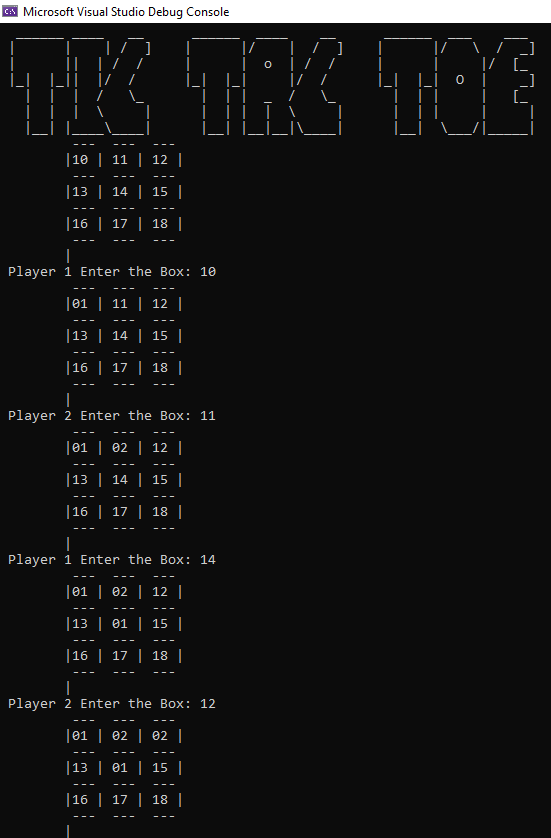 Microsoft Visual Studio Debug Console
--- --- ---
|10 | 11 | 12 |
--- --- ---
|13 | 14 | 15 |
--- --- ---
|16 | 17 | 18 |
--- --- ---
|
Player 1 Enter the Box: 10
--- --- ---
|01 | 11 | 12 |
--- --- ---
|13 | 14 | 15 |
--- --- ---
|16 | 17 | 18 |
--- --- ---
|
Player 2 Enter the Box: 11
--- --- ---
|01 | 02 | 12 |
--- --- ---
|13 | 14 | 15 |
--- --- ---
|16 | 17 | 18 |
--- --- ---
|
Player 1 Enter the Box: 14
--- --- ---
|01 | 02 | 12 |
--- --- ---
|13 | 01 | 15 |
--- --- ---
|16 | 17 | 18 |
--- --- ---
|
Player 2 Enter the Box: 12
--- --- ---
|01 | 02 | 02 |
--- --- ---
|13 | 01 | 15 |
--- --- ---
|16 | 17 | 18 |
--- --- ---
|